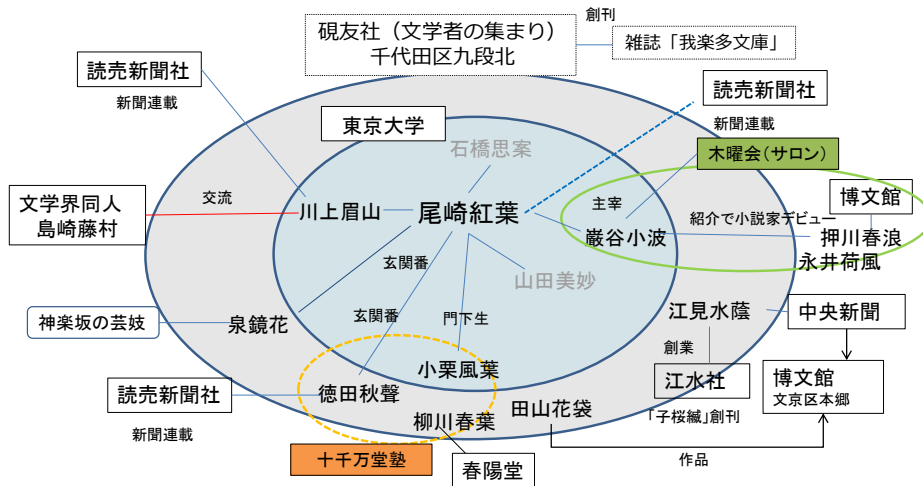 硯友社（文学者の集まり）
千代田区九段北
創刊
雑誌「我楽多文庫」
読売新聞社
新聞連載
読売新聞社
新聞連載
東京大学
石橋思案
木曜会（サロン）
文学界同人
島崎藤村
交流
川上眉山
尾崎紅葉
主宰
巌谷小波
紹介で小説家デビュー
博文館
押川春浪
永井荷風
玄関番
山田美妙
神楽坂の芸妓
泉鏡花
玄関番
門下生
江見水蔭
中央新聞
創業
小栗風葉
読売新聞社
新聞連載
徳田秋聲
江水社
「子桜縅」創刊
博文館
文京区本郷
柳川春葉
田山花袋
十千万堂塾
春陽堂
作品